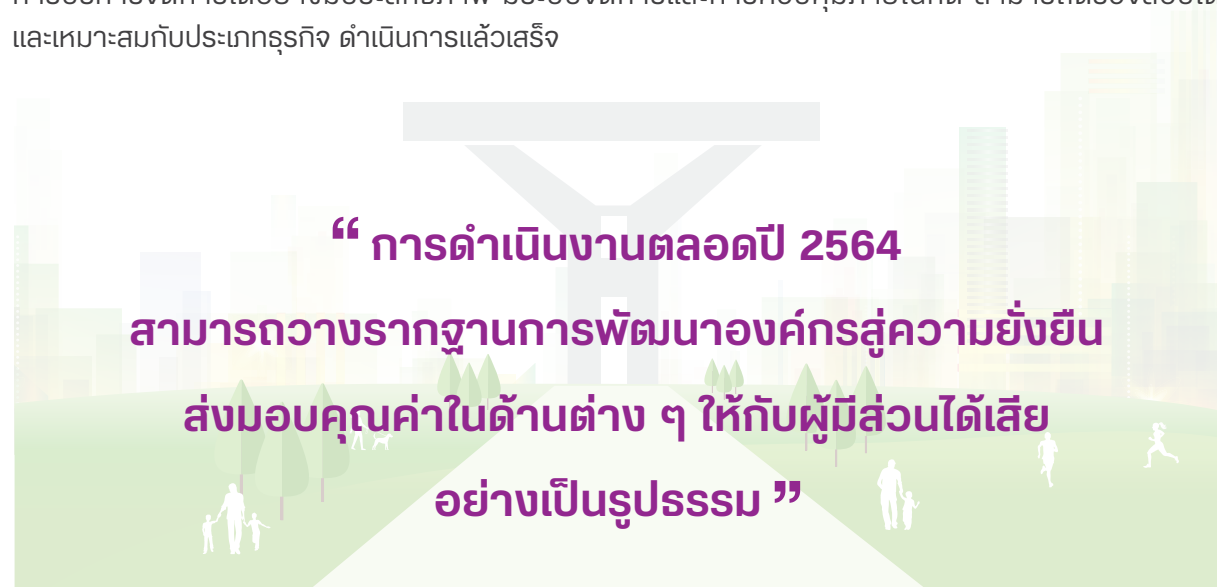 และเหมาะสมกับประเภทธุรกิจ ดำเนินการแล้วเสร็จ
“ การดำเนินงานตลอดปี 2564
สามารถวางรากฐานการพัฒนาองค์กรสู่ความยั่งยืน
ส่งมอบคุณค่าในด้านต่าง ๆ ให้กับผู้มีส่วนได้เสีย
อย่างเป็นรูปธรรม ”